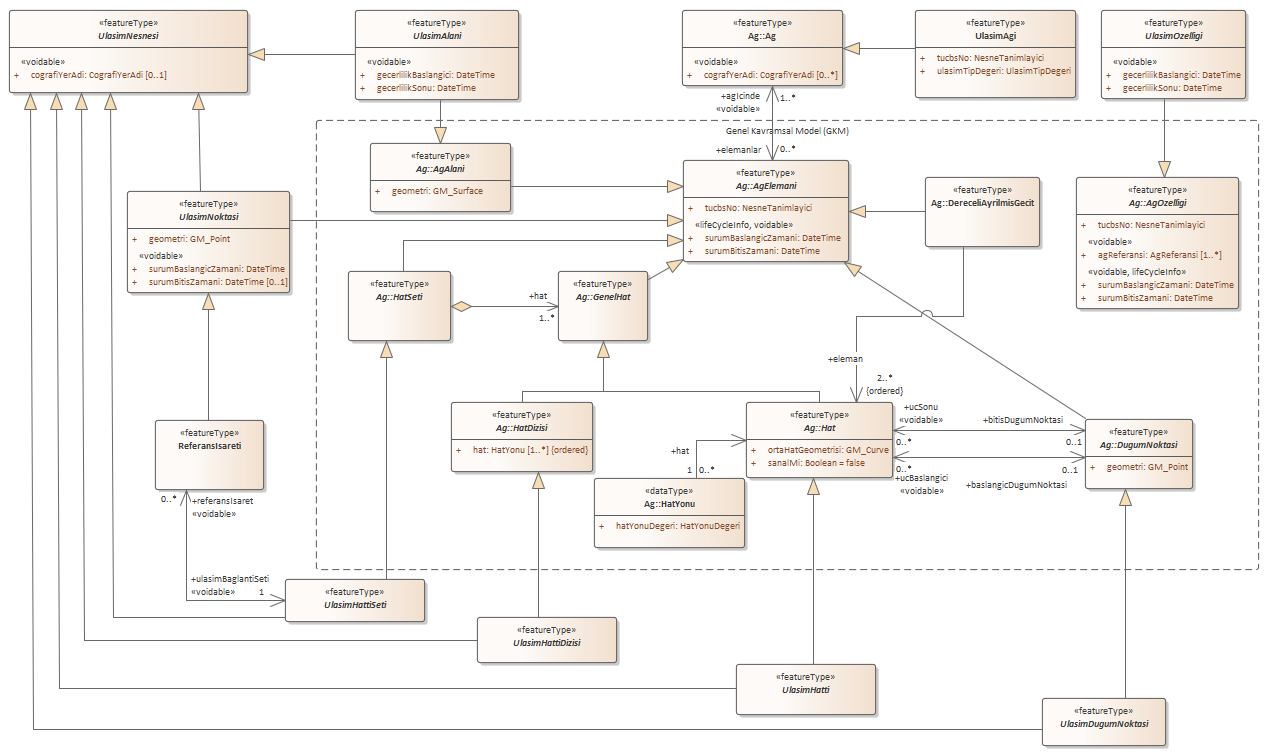 «featureType»
UlasimNesnesi
«voidable»
+ cografiYerAdi: CografiYerAdi [0..1]
«featureType»
UlasimAlani
«voidable»
+ gecerlilikBaslangici: DateTime
+ gecerlilikSonu: DateTime
«featureType»
Ag::Ag
«voidable»
+ cografYerAdi: CografiYerAdi [0..*]
«featureType»
UlasimAgi
+ tucbsNo: NesneTanimlayici
+ ulasimTipDegeri: UlasimTipDegeri
«featureType»
UlasimOzelligi
«voidable»
+ gecerlilikBaslangici: DateTime
+ gecerlilikSonu: DateTime
+agIcinde
«voidable»
1..*
Genel Kavramsal Model (GKM)
+elemanlar
0..*
«featureType»
Ag::AgAlani
+ geometri: GM_Surface
«featureType»
Ag::AgElemani
+ tucbsNo: NesneTanimlayici
«lifeCycleInfo, voidable»
+ surumBaslangicZamani: DateTime
+ surumBitisZamani: DateTime
«featureType»
Ag::DereceliAyrilmisGecit
«featureType»
Ag::AgOzelligi
+ tucbsNo: NesneTanimlayici
«voidable»
+ agReferansi: AgReferansi [1..*]
«voidable, lifeCycleInfo»
+ surumBaslangicZamani: DateTime
+ surumBitisZamani: DateTime
«featureType»
UlasimNoktasi
+ geometri: GM_Point
«voidable»
+ surumBaslangicZamani: DateTime
+ surumBitisZamani: DateTime [0..1]
«featureType»
Ag::HatSeti
+hat
1..*
«featureType»
Ag::GenelHat
+eleman
2..*
{ordered}
«featureType»
Ag::HatDizisi
+ hat: HatYonu [1..*] {ordered}
«featureType»
Ag::Hat
+ ortaHatGeometrisi: GM_Curve
+ sanalMi: Boolean = false
+ucSonu
«voidable»
0..*
+bitisDugumNoktasi
0..1
0..*
+ucBaslangici
«voidable»
0..1
+baslangicDugumNoktasi
«featureType»
Ag::DugumNoktasi
+ geometri: GM_Point
+hat
1
0..*
«dataType»
Ag::HatYonu
+ hatYonuDegeri: HatYonuDegeri
«featureType»
ReferansIsareti
0..*
+referansIsaret
«voidable»
+ulasimBaglantiSeti
«voidable»
1
«featureType»
UlasimHattiSeti
«featureType»
UlasimHattiDizisi
«featureType»
UlasimHatti
«featureType»
UlasimDugumNoktasi